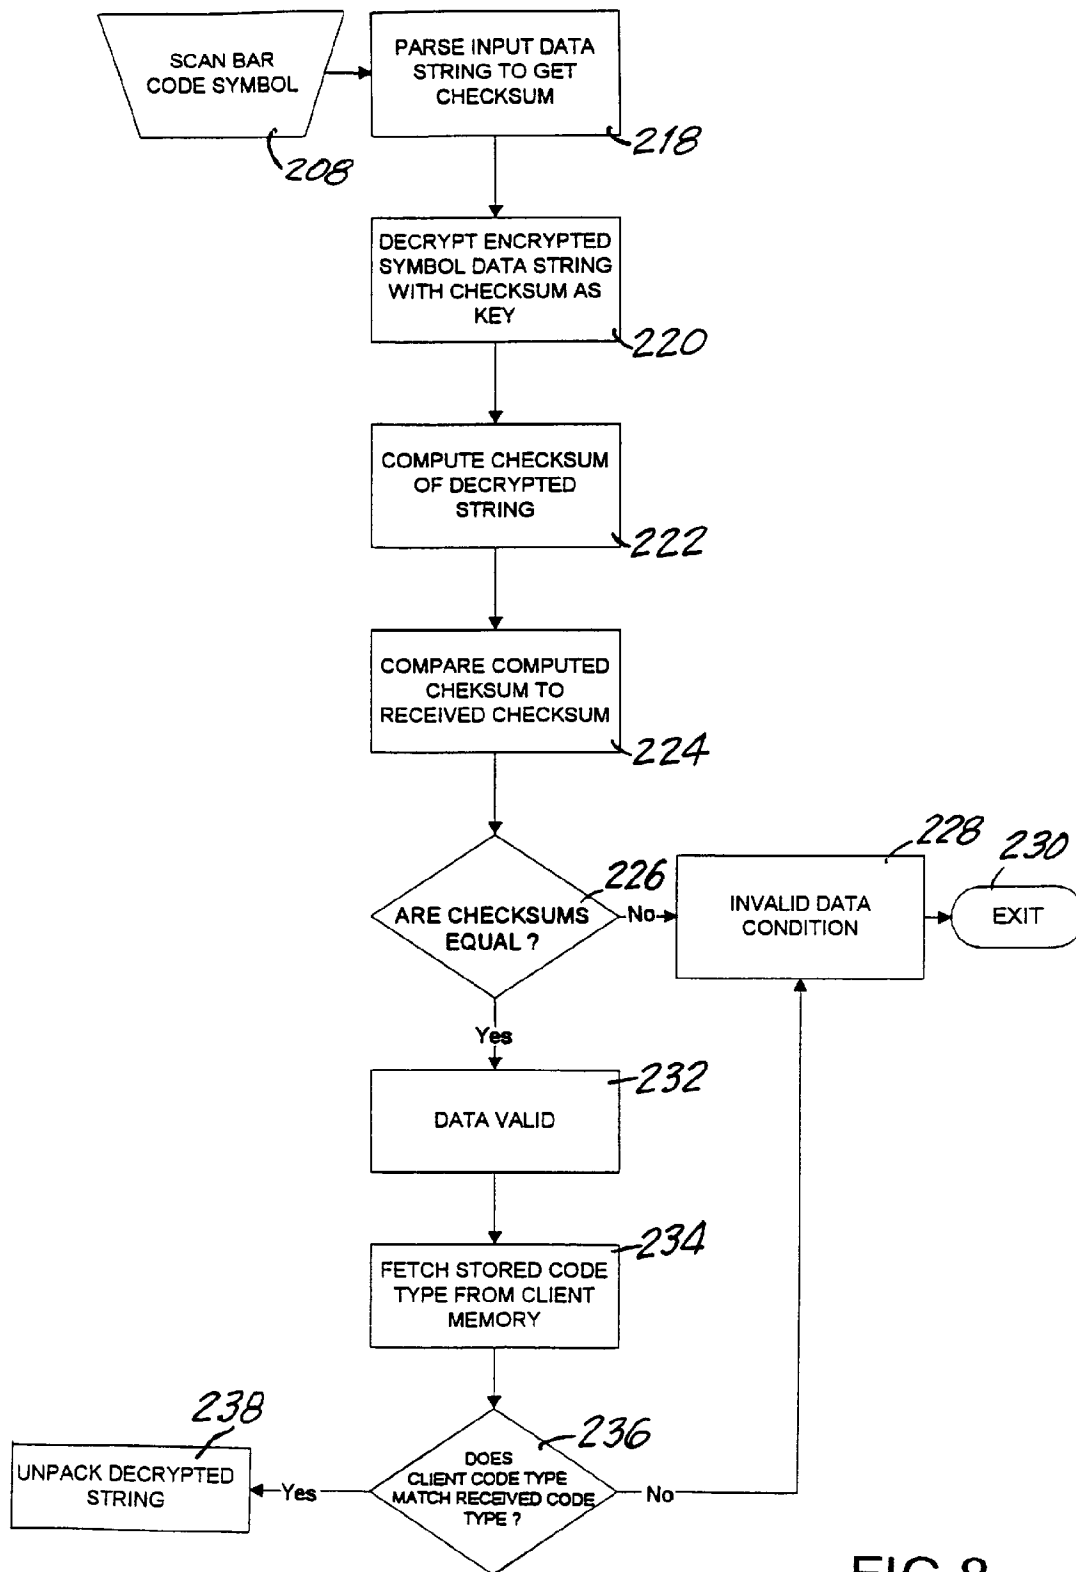 SCAN BAR
CODE SYMBOL
208
PARSE INPUT DATA
STRING TO GET
CHECKSUM
218
DECRYPT ENCRYPTED
SYMBOL DATA STRING
WITH CHECKSUM AS
KEY
220
COMPUTE CHECKSUM
OF DECRYPTED
STRING
222
COMPARE COMPUTED
CHEKSUM TO
RECEIVED CHECKSUM
224
ARE CHECKSUMS
EQUAL ?
226
No
INVALID DATA
CONDITION
228
EXIT
230
Yes
DATA VALID
232
FETCH STORED CODE
TYPE FROM CLIENT
MEMORY
234
DOES
CLIENT CODE TYPE
MATCH RECEIVED CODE
TYPE ?
236
No
Yes
UNPACK DECRYPTED
STRING
238
FIG.8